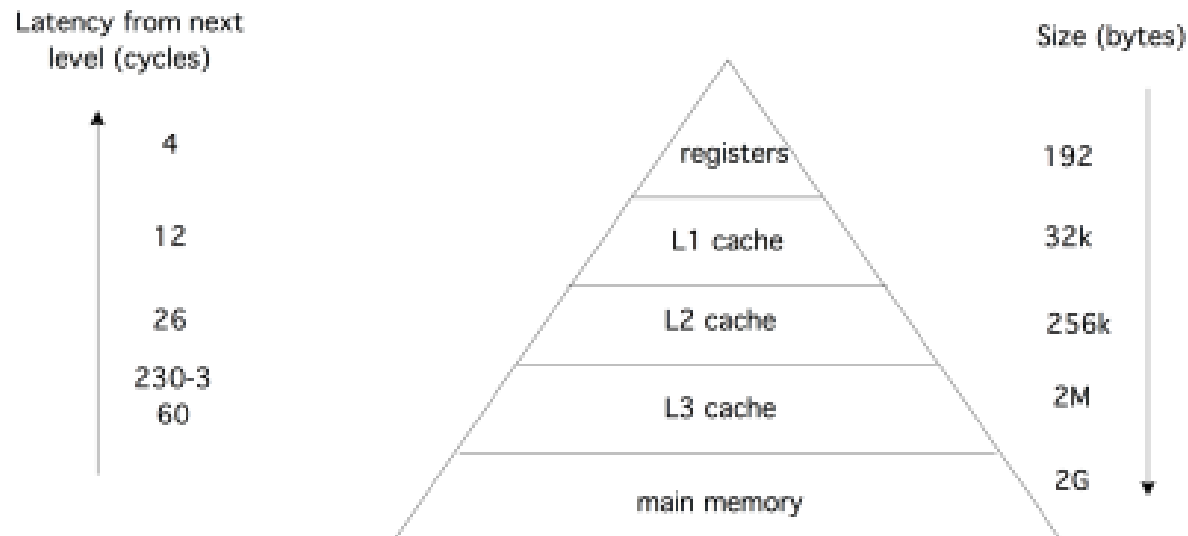 Latency from next
level (cycles)
4
12
26
230-3
60
registers
L1 cache
L2 cache
L3 cache
main memory
Size (bytes)
192
32k
256k
2M
2G